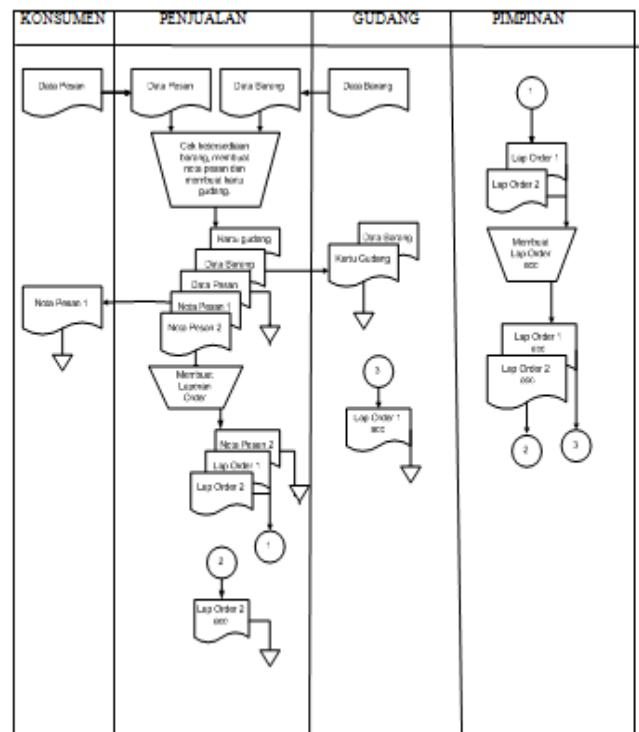 KONSUMEN
PENJUALAN
GUDANG
PIMPINAN
Data Pesan
Data Pesan
Data Barang
Data Barang
1
Cek ketersediaan
barang, membuat
nota pesan dan
membuat kartu
gudang.
Lap Order 1
Lap Order 2
Kartu gudang
Data Barang
Data Pesan
Nota Pesan 1
Nota Pesan 2
Data Barang
Kartu Gudang
Membuat
Lap Order
acc
Nota Pesan 1
Membuat
Laporan
Order
3
Lap Order 1
acc
Lap Order 1
acc
Lap Order 2
acc
Nota Pesan 2
Lap Order 1
Lap Order 2
2
3
1
2
Lap Order 2
acc